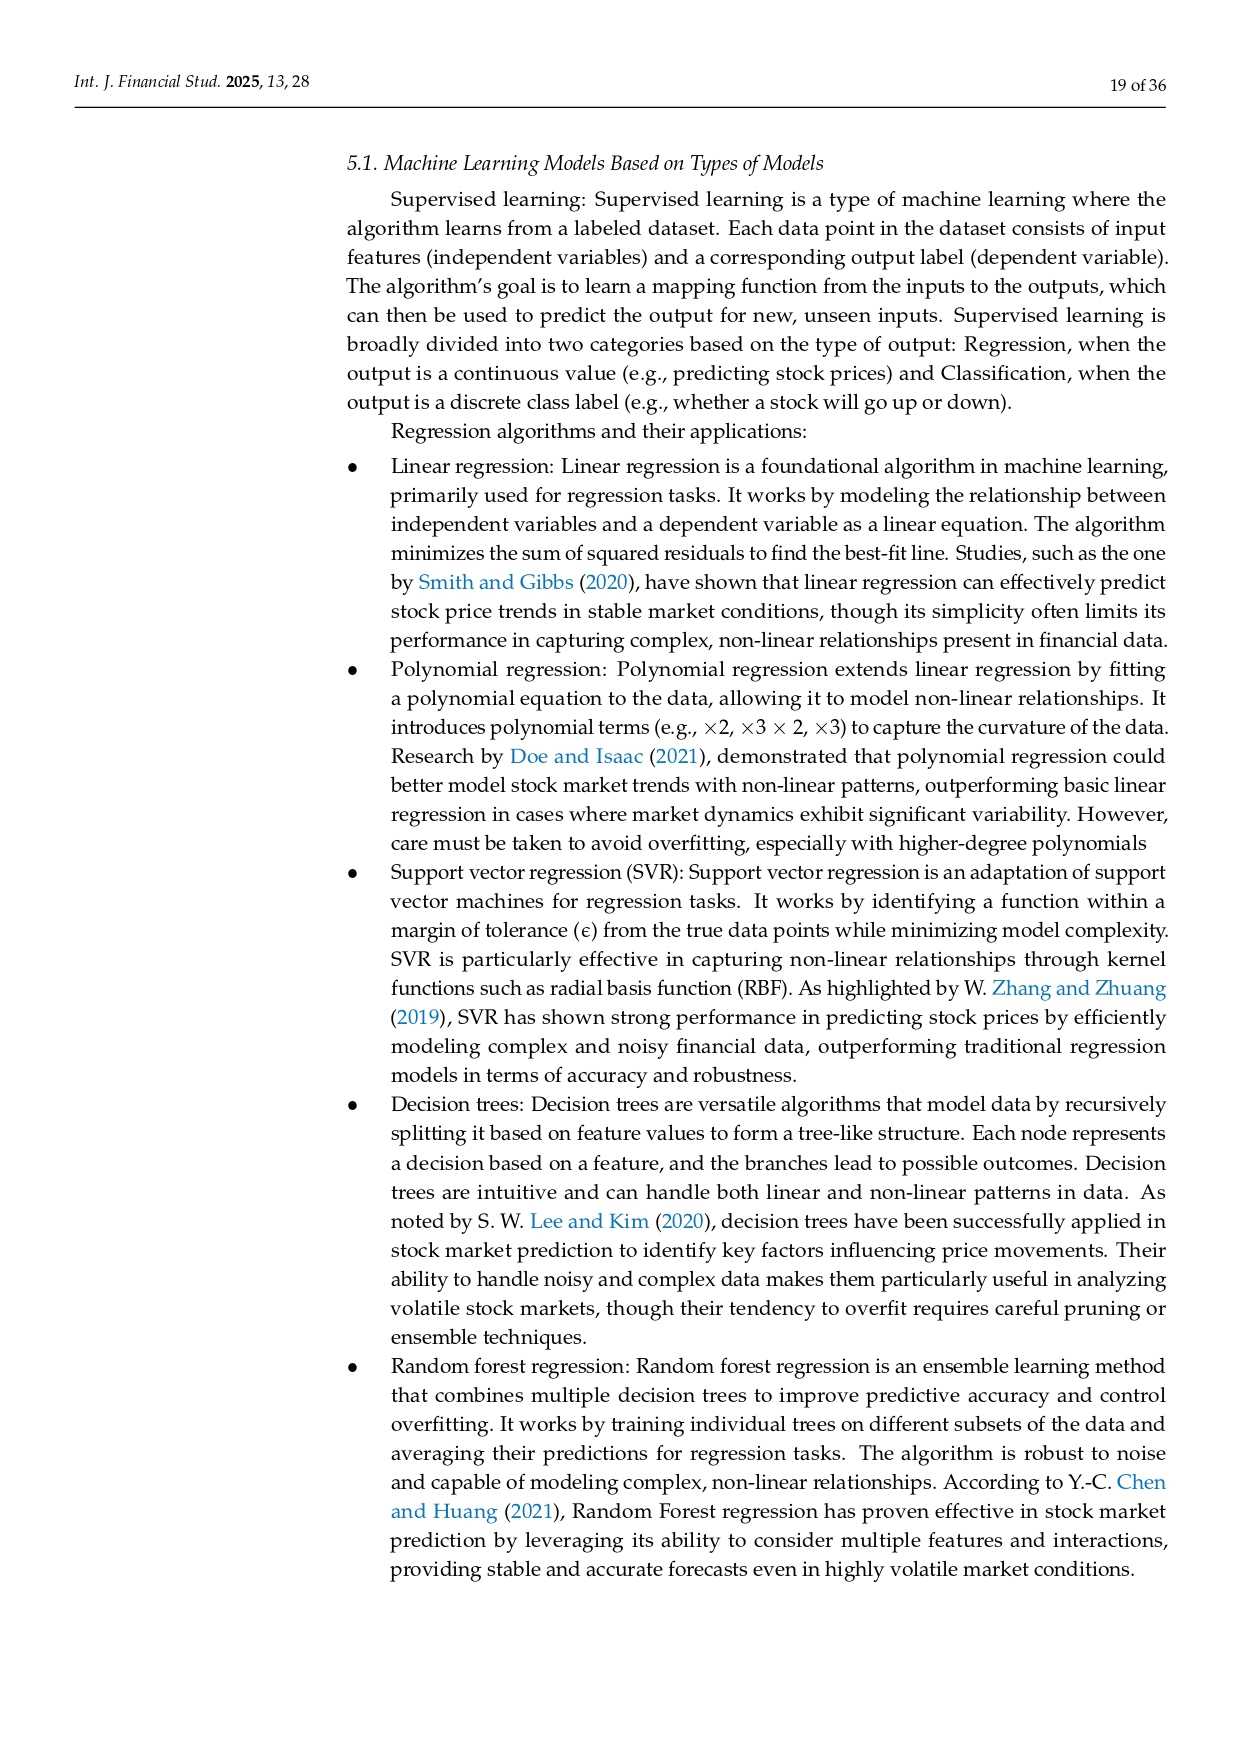 Int. J. Financial Stud. 2025, 13, 28
19 of 36
5.1. Machine Learning Models Based on Types of Models
Supervised learning: Supervised learning is a type of machine learning where the
algorithm learns from a labeled dataset. Each data point in the dataset consists of input
features (independent variables) and a corresponding output label (dependent variable).
The algorithm's goal is to learn a mapping function from the inputs to the outputs, which
can then be used to predict the output for new, unseen inputs. Supervised learning is
broadly divided into two categories based on the type of output: Regression, when the
output is a continuous value (e.g., predicting stock prices) and Classification, when the
output is a discrete class label (e.g., whether a stock will go up or down).
Regression algorithms and their applications:
● Linear regression: Linear regression is a foundational algorithm in machine learning,
primarily used for regression tasks. It works by modeling the relationship between
independent variables and a dependent variable as a linear equation. The algorithm
minimizes the sum of squared residuals to find the best-fit line. Studies, such as the one
by Smith and Gibbs (2020), have shown that linear regression can effectively predict
stock price trends in stable market conditions, though its simplicity often limits its
performance in capturing complex, non-linear relationships present in financial data.
● Polynomial regression: Polynomial regression extends linear regression by fitting
a polynomial equation to the data, allowing it to model non-linear relationships. It
introduces polynomial terms (e.g., ×2, ×3 × 2, ×3) to capture the curvature of the data.
Research by Doe and Isaac (2021), demonstrated that polynomial regression could
better model stock market trends with non-linear patterns, outperforming basic linear
regression in cases where market dynamics exhibit significant variability. However,
care must be taken to avoid overfitting, especially with higher-degree polynomials
● Support vector regression (SVR): Support vector regression is an adaptation of support
vector machines for regression tasks. It works by identifying a function within a
margin of tolerance (ϵ) from the true data points while minimizing model complexity.
SVR is particularly effective in capturing non-linear relationships through kernel
functions such as radial basis function (RBF). As highlighted by W. Zhang and Zhuang
(2019), SVR has shown strong performance in predicting stock prices by efficiently
modeling complex and noisy financial data, outperforming traditional regression
models in terms of accuracy and robustness.
● Decision trees: Decision trees are versatile algorithms that model data by recursively
splitting it based on feature values to form a tree-like structure. Each node represents
a decision based on a feature, and the branches lead to possible outcomes. Decision
trees are intuitive and can handle both linear and non-linear patterns in data. As
noted by S. W. Lee and Kim (2020), decision trees have been successfully applied in
stock market prediction to identify key factors influencing price movements. Their
ability to handle noisy and complex data makes them particularly useful in analyzing
volatile stock markets, though their tendency to overfit requires careful pruning or
ensemble techniques.
● Random forest regression: Random forest regression is an ensemble learning method
that combines multiple decision trees to improve predictive accuracy and control
overfitting. It works by training individual trees on different subsets of the data and
averaging their predictions for regression tasks. The algorithm is robust to noise
and capable of modeling complex, non-linear relationships. According to Y.-C. Chen
and Huang (2021), Random Forest regression has proven effective in stock market
prediction by leveraging its ability to consider multiple features and interactions,
providing stable and accurate forecasts even in highly volatile market conditions.